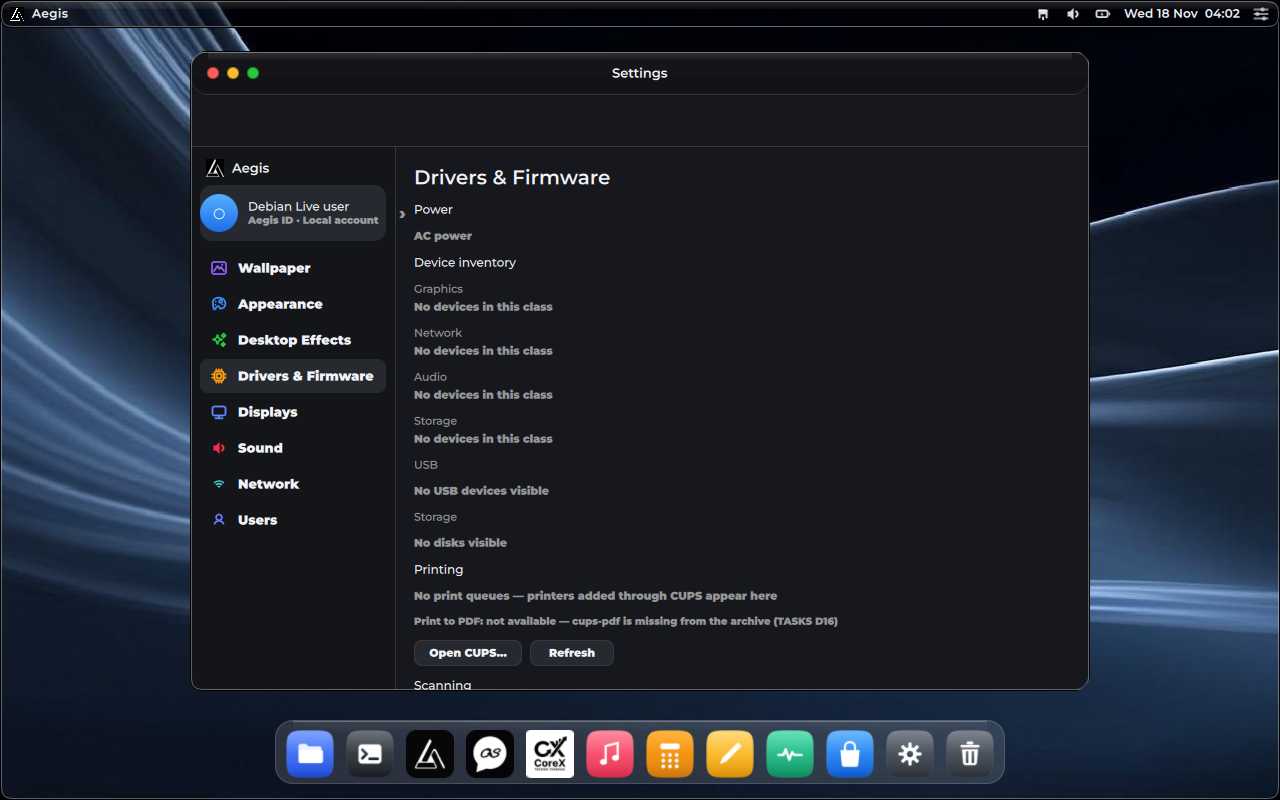 Aegis
Wed 18 Nov 04:02
Settings
Aegis
Debian Live user
Aegis ID • Local account
Wallpaper
Appearance
Desktop Effects
Drivers & Firmware
Displays
Sound
Network
Users
Drivers & Firmware
Power
AC power
Device inventory
Graphics
No devices in this class
Network
No devices in this class
Audio
No devices in this class
Storage
No devices in this class
USB
No USB devices visible
Storage
No disks visible
Printing
No print queues — printers added through CUPS appear here
Print to PDF: not available — cups-pdf is missing from the archive (TASKS D16)
Open CUPS...
Refresh
Scanning
as
CX
CoreX